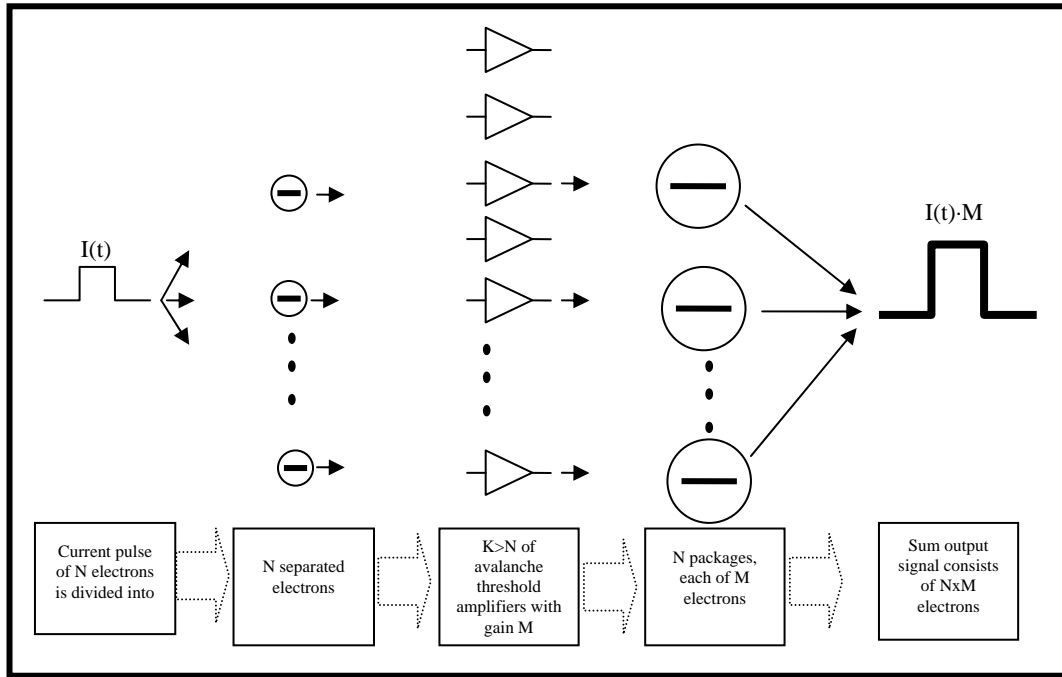 I(t)
I(t)·M
Current pulse
of N electrons
is divided into
N separated
electrons
K>N of
avalanche
threshold
amplifiers with
gain M
N packages,
each of M
electrons
Sum output
signal consists
of NxM
electrons